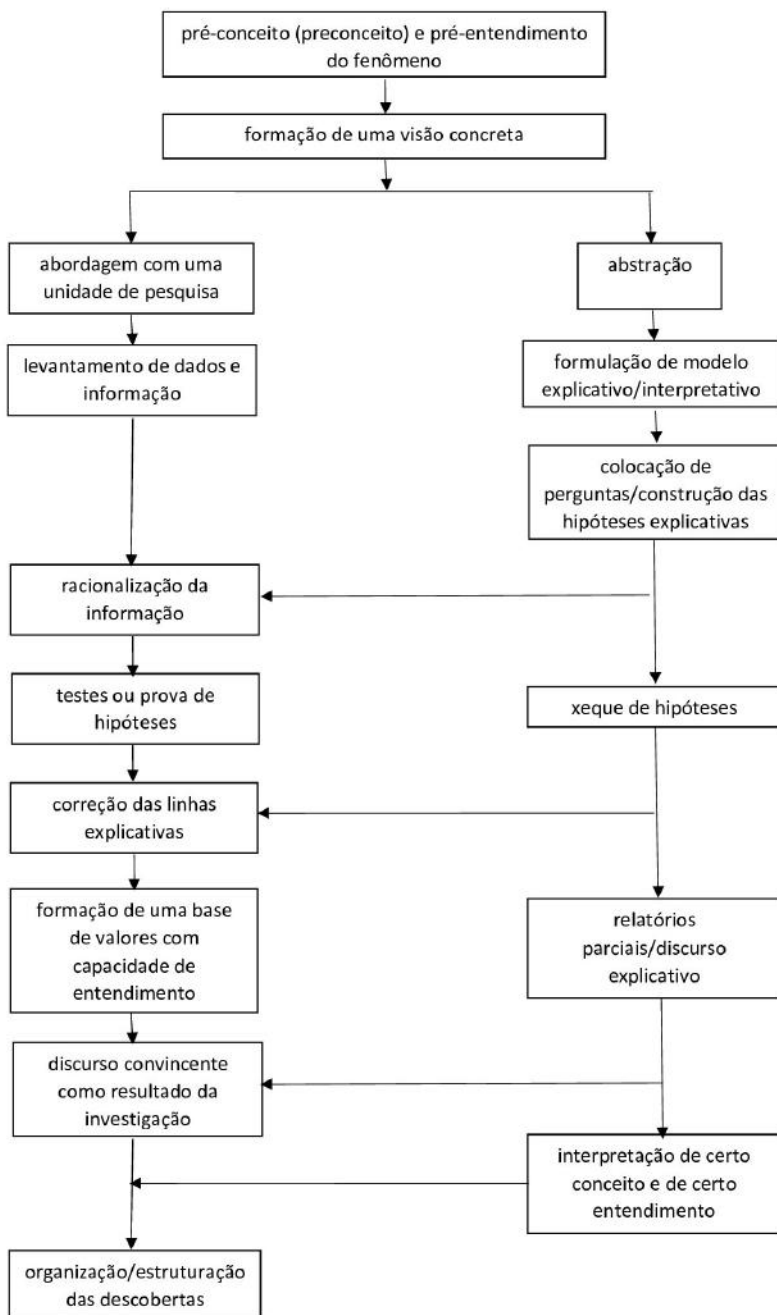 pré-conceito (preconceito) e pré-entendimento
do fenômeno
formação de uma visão concreta
abordagem com uma
unidade de pesquisa
abstração
levantamento de dados e
informação
formulação de modelo
explicativo/interpretativo
colocação de
perguntas/construção das
hipóteses explicativas
racionalização da
informação
testes ou prova de
hipóteses
xeque de hipóteses
correção das linhas
explicativas
formação de uma base
de valores com
capacidade de
entendimento
relatórios
parciais/discurso
explicativo
discurso convincente
como resultado da
investigação
interpretação de certo
conceito e de certo
entendimento
organização/estruturação
das descobertas